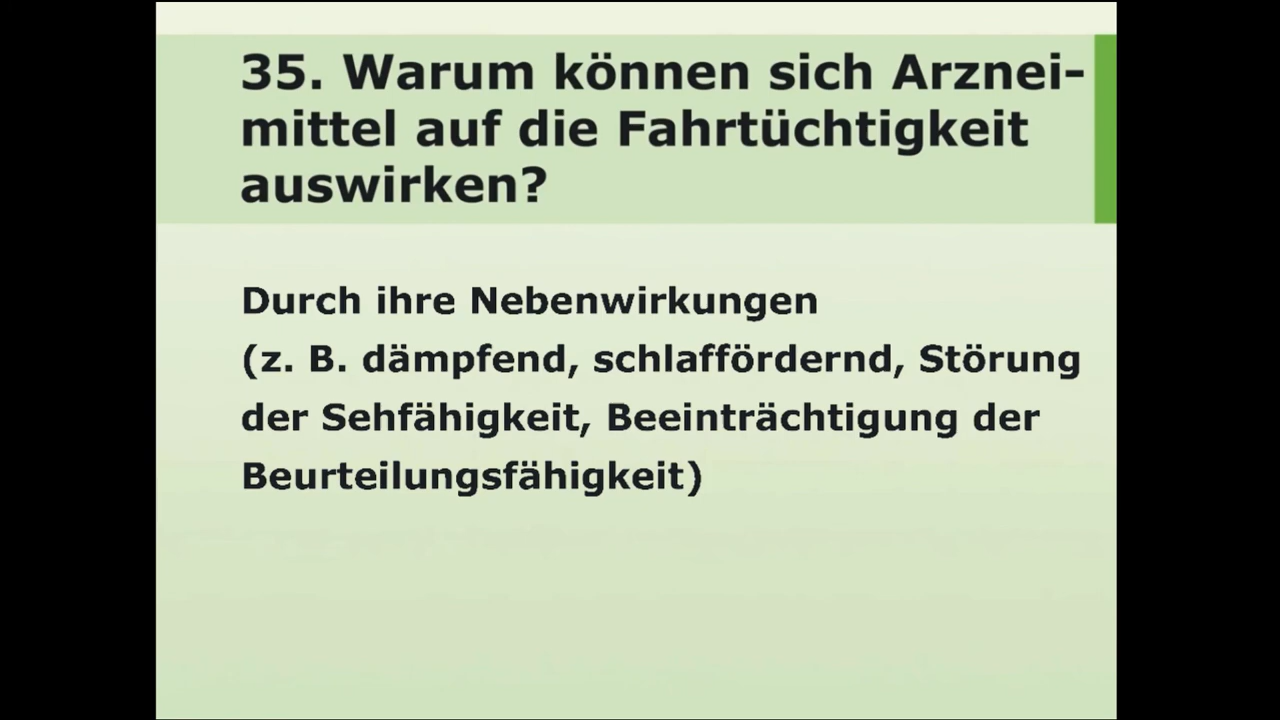 35. Warum können sich Arznei-
mittel auf die Fahrtüchtigkeit
auswirken?
Durch ihre Nebenwirkungen
(z. B. dämpfend, schlaffördernd, Störung
der Sehfähigkeit, Beeinträchtigung der
Beurteilungsfähigkeit)